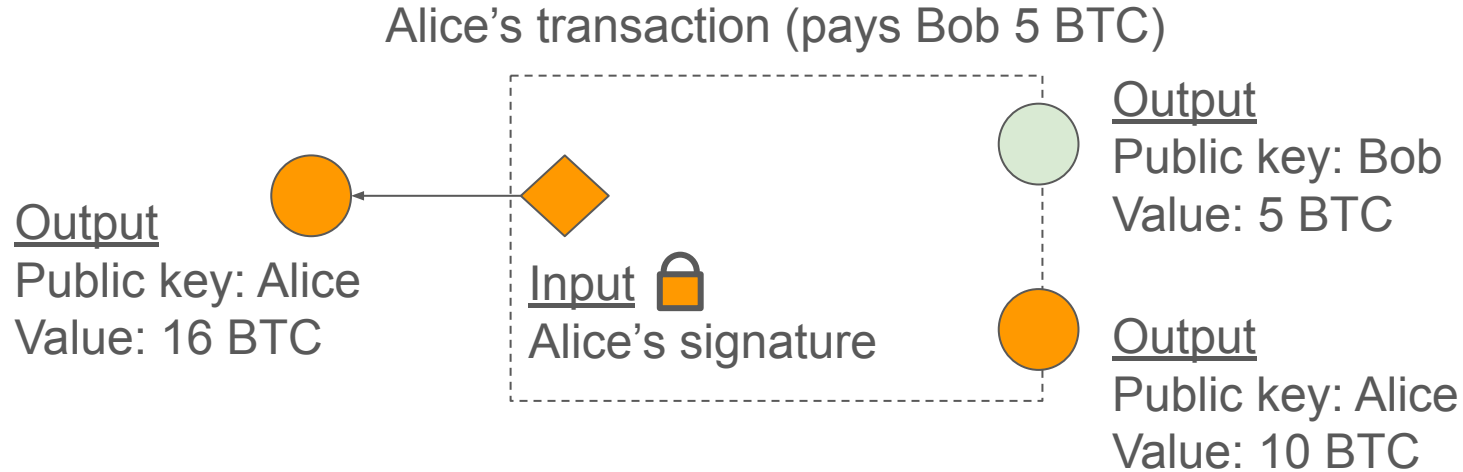 Alice’s transaction (pays Bob 5 BTC)
Output
Public key: Alice
Value: 16 BTC
Input
Alice’s signature
Output
Public key: Bob
Value: 5 BTC
Output
Public key: Alice
Value: 10 BTC